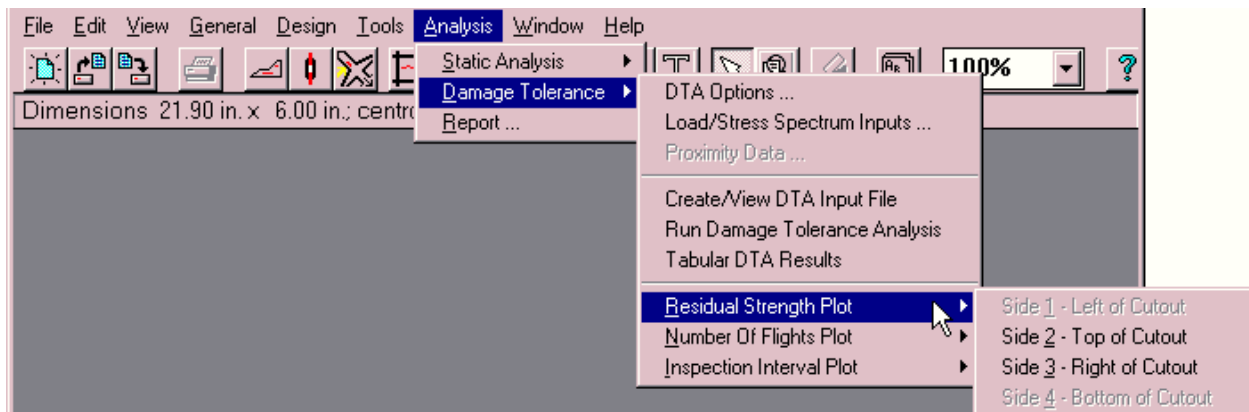 File Edit View General Design Tools Analysis Window Help
100%
Dimensions 21.90 in. x 6.00 in.; centro
Static Analysis
Damage Tolerance
Report ...
DTA Options ...
Load/Stress Spectrum Inputs ...
Proximity Data ...
Create/View DTA Input File
Run Damage Tolerance Analysis
Tabular DTA Results
Residual Strength Plot
Number Of Flights Plot
Inspection Interval Plot
Side 1 - Left of Cutout
Side 2 - Top of Cutout
Side 3 - Right of Cutout
Side 4 - Bottom of Cutout